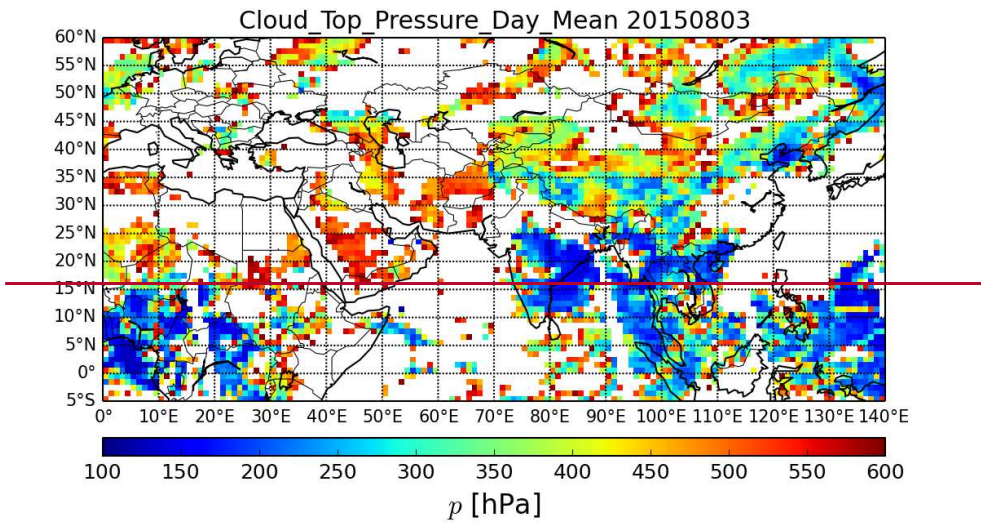 Cloud_Top_Pressure_Day_Mean 20150803
60°N
55°N
50°N
45°N
40°N
35°N
30°N
25°N
20°N
15°N
10°N
5°N
0°
5°S
0° 10°E 20°E 30°E 40°E 50°E 60°E 70°E 80°E 90°E 100°E 110°E 120°E 130°E 140°E
100 150 200 250 300 350 400 450 500 550 600
p [hPa]